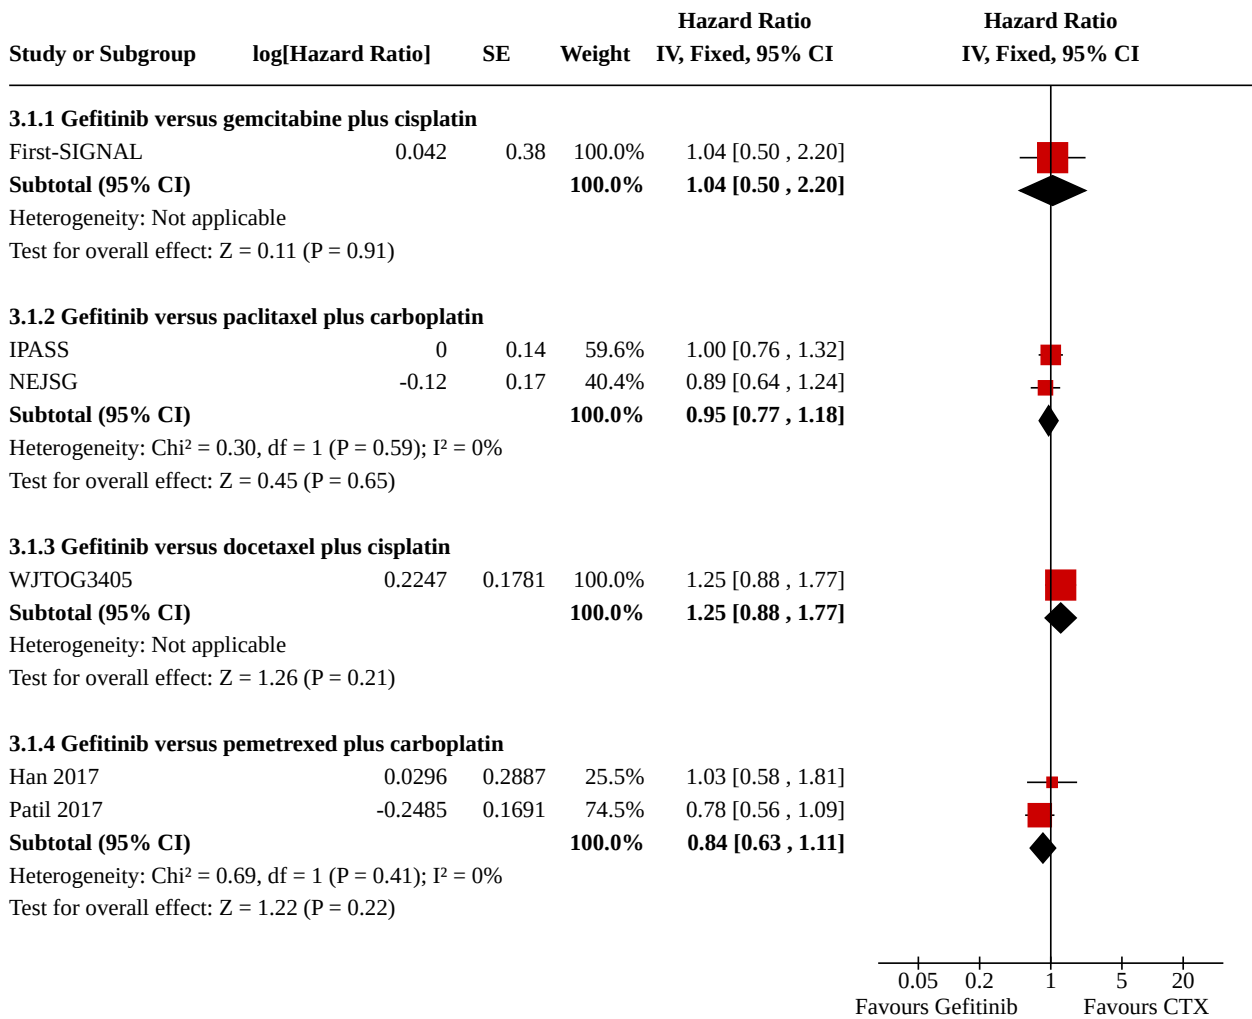 Hazard Ratio Hazard Ratio
Study or Subgroup log[Hazard Ratio] SE Weight IV, Fixed, 95% CI IV, Fixed, 95% CI
3.1.1 Gefitinib versus gemcitabine plus cisplatin
First-SIGNAL 0.042 0.38 100.0% 1.04 [0.50 , 2.20]
Subtotal (95% CI) 100.0% 1.04 [0.50 , 2.20]
Heterogeneity: Not applicable
Test for overall effect: Z = 0.11 (P = 0.91)
3.1.2 Gefitinib versus paclitaxel plus carboplatin
IPASS 0 0.14 59.6% 1.00 [0.76 , 1.32]
NEJSG -0.12 0.17 40.4% 0.89 [0.64 , 1.24]
Subtotal (95% CI) 100.0% 0.95 [0.77 , 1.18]
Heterogeneity: Chi² = 0.30, df = 1 (P = 0.59); I² = 0%
Test for overall effect: Z = 0.45 (P = 0.65)
3.1.3 Gefitinib versus docetaxel plus cisplatin
WJTOG3405 0.2247 0.1781 100.0% 1.25 [0.88 , 1.77]
Subtotal (95% CI) 100.0% 1.25 [0.88 , 1.77]
Heterogeneity: Not applicable
Test for overall effect: Z = 1.26 (P = 0.21)
3.1.4 Gefitinib versus pemetrexed plus carboplatin
Han 2017 0.0296 0.2887 25.5% 1.03 [0.58 , 1.81]
Patil 2017 -0.2485 0.1691 74.5% 0.78 [0.56 , 1.09]
Subtotal (95% CI) 100.0% 0.84 [0.63 , 1.11]
Heterogeneity: Chi² = 0.69, df = 1 (P = 0.41); I² = 0%
Test for overall effect: Z = 1.22 (P = 0.22)
0.05 0.2 1 5 20
Favours Gefitinib Favours CTX